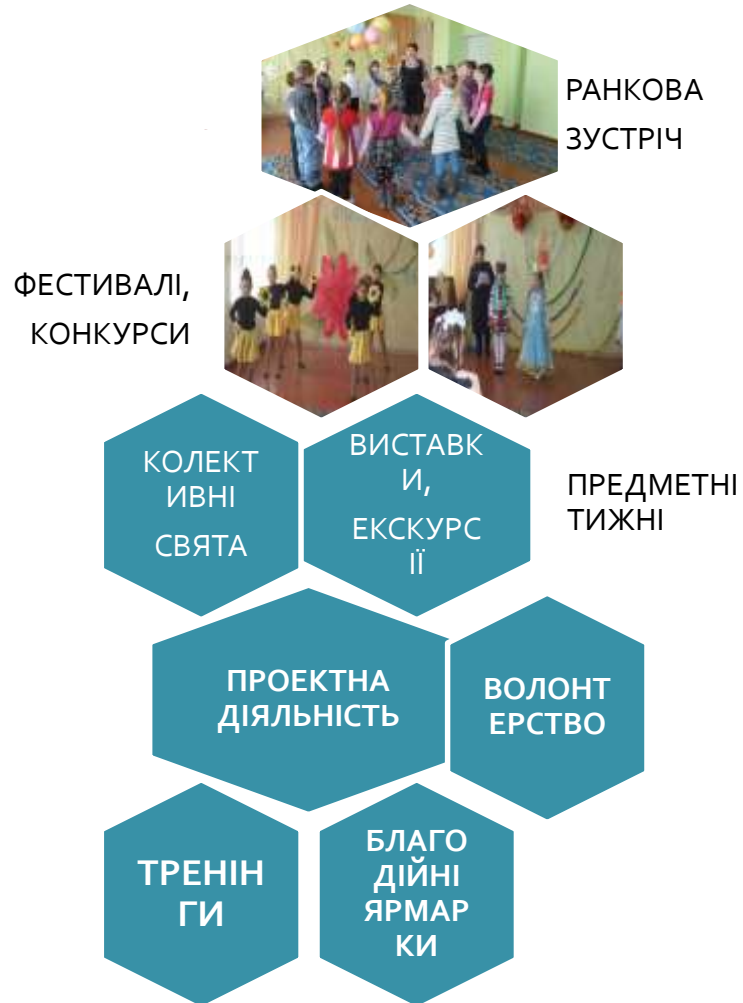 РАНКОВА
ЗУСТРІЧ
ФЕСТИВАЛІ,
КОНКУРСИ
КОЛЕКТ
ИВНІ
СВЯТА
ВИСТАВК
И,
ЕКСКУРС
ІЇ
ПРЕДМЕТНІ
ТИЖНІ
ПРОЕКТНА
ДІЯЛЬНІСТЬ
ВОЛОНТ
ЕРСТВО
ТРЕНІН
ГИ
БЛАГО
ДІЙНІ
ЯРМАР
КИ